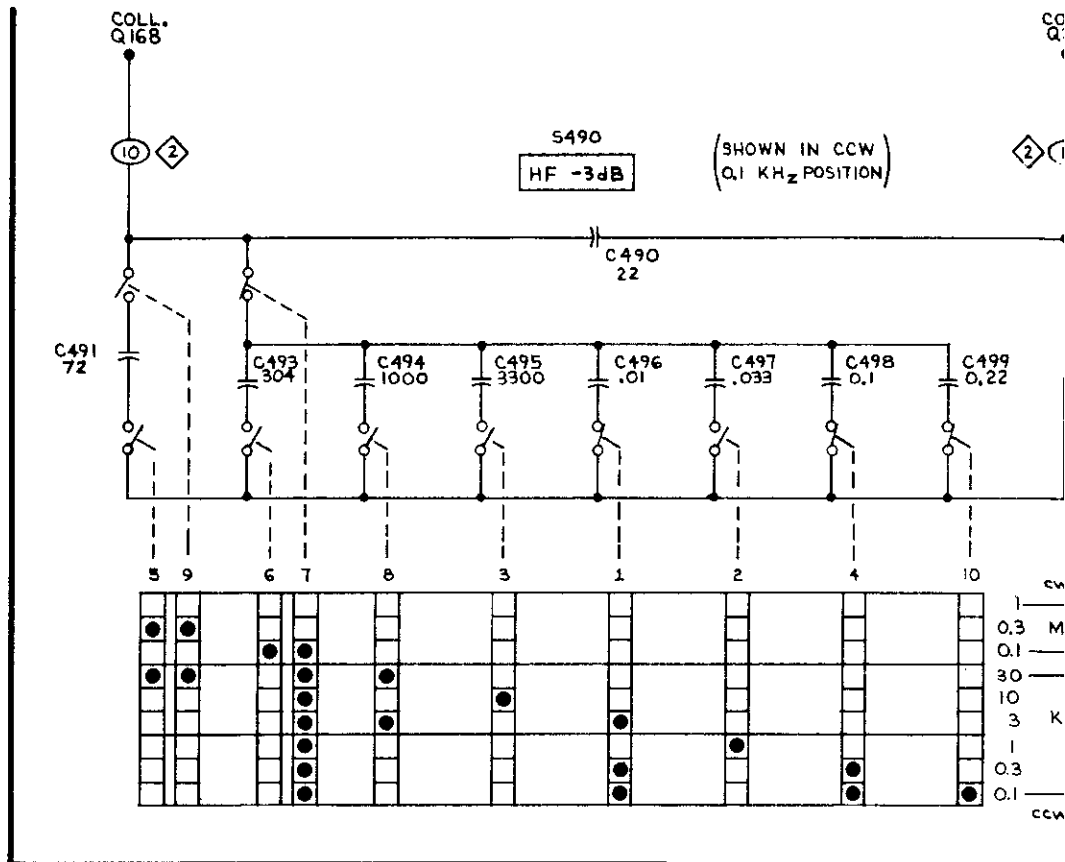 COLL.
Q168
CO
10 2
S490
HF -3dB
(SHOWN IN CCW
0.1 KHz POSITION)
2
C490
22
C491
72
C493
304
C494
1000
C495
3300
C496
.01
C497
.033
C498
0.1
C499
0.22
5 9 6 7 8 3 1 2 4 10
CW
1
0.3 M
0.1
30
10
3 K
1
0.3
0.1
CCW